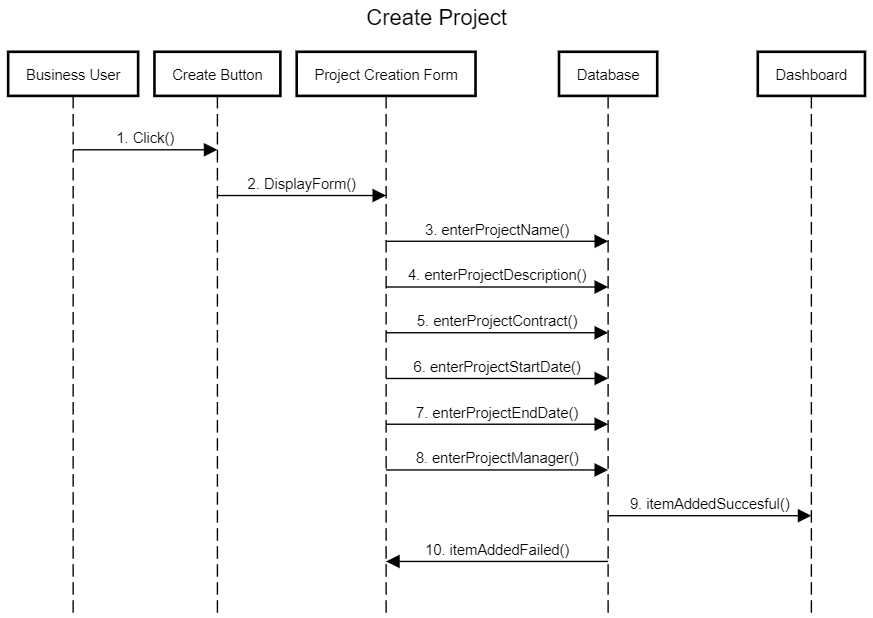 Create Project
Business User
Create Button
Project Creation Form
Database
Dashboard
1. Click()
2. DisplayForm()
3. enterProjectName()
4. enterProjectDescription()
5. enterProjectContract()
6. enterProjectStartDate()
7. enterProjectEndDate()
8. enterProjectManager()
9. itemAddedSuccesful()
10. itemAddedFailed()